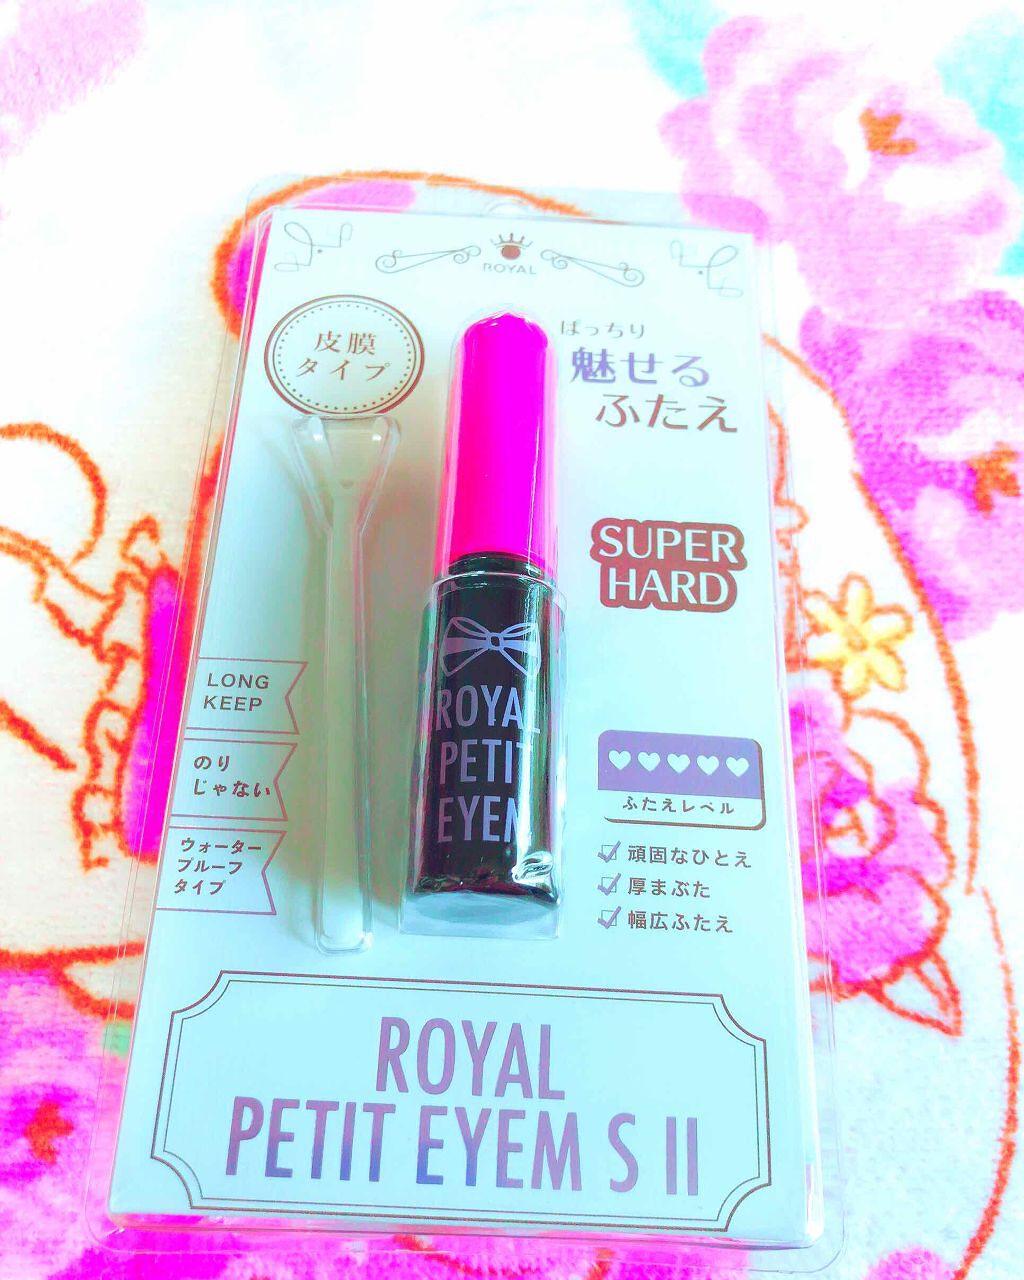 ROYAL
皮膜
タイプ
ぱっちり
魅せる
ふたえ
SUPER
HARD
ROYAL
PETIT
EYEM
LONG
KEEP
のり
じゃない
ウォーター
プルーフ
タイプ
ふたえレベル
頑固なひとえ
厚まぶた
幅広ふたえ
ROYAL
PETIT EYEM S II